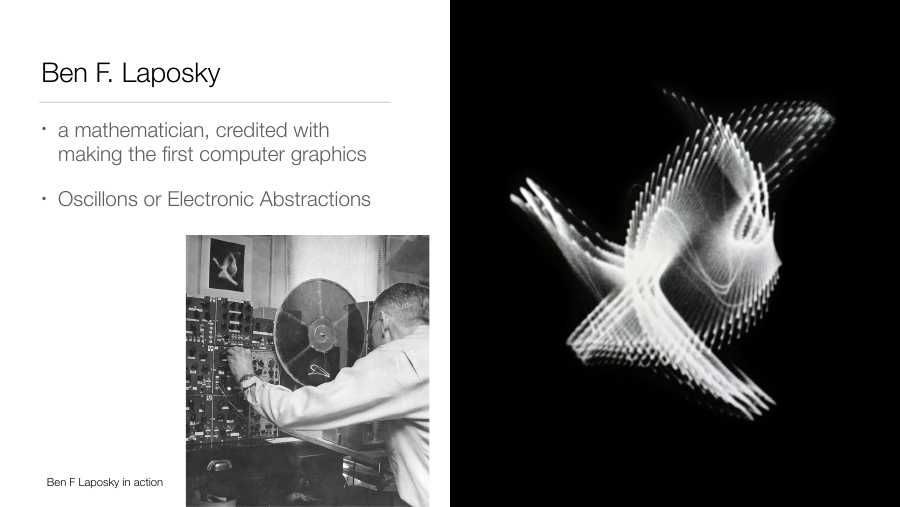 Ben F. Laposky
• a mathematician, credited with
making the first computer graphics
• Oscillons or Electronic Abstractions
Ben F Laposky in action